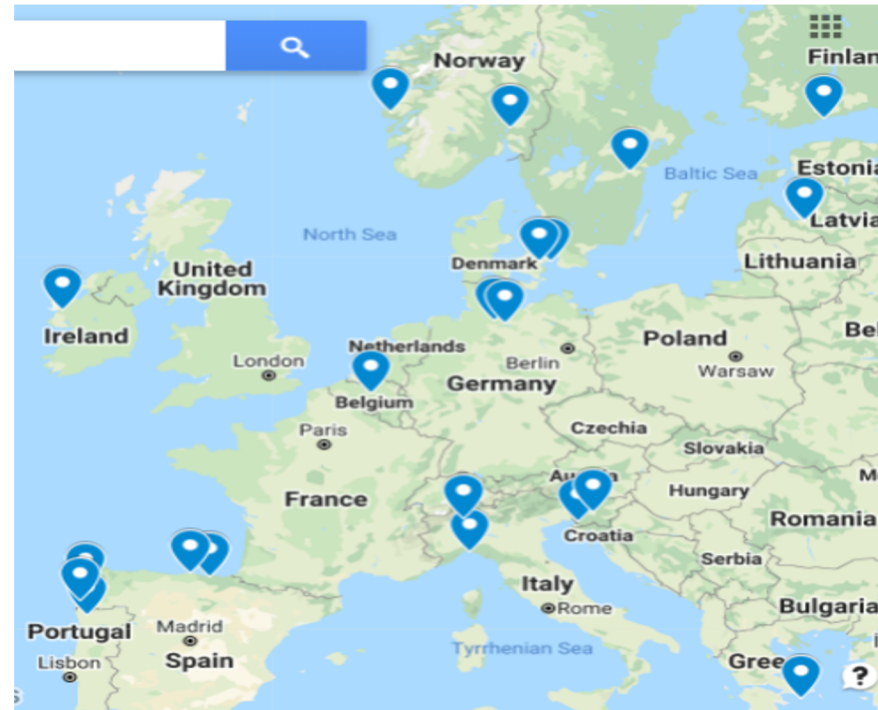 Norway
Finlan
Estonia
Baltic Sea
Latvia
North Sea
Denmark
Lithuania
United
Kingdom
Ireland
Netherlands
Poland
Bel
London
Berlin
Warsaw
Germany
Belgium
Paris
Czechia
Slovakia
France
Hungary
M
Romania
Croatia
Serbia
Italy
Rome
Bulgaria
Portugal
Madrid
Tyrrhenian Sea
Lisbon
Spain
Gree
?
s